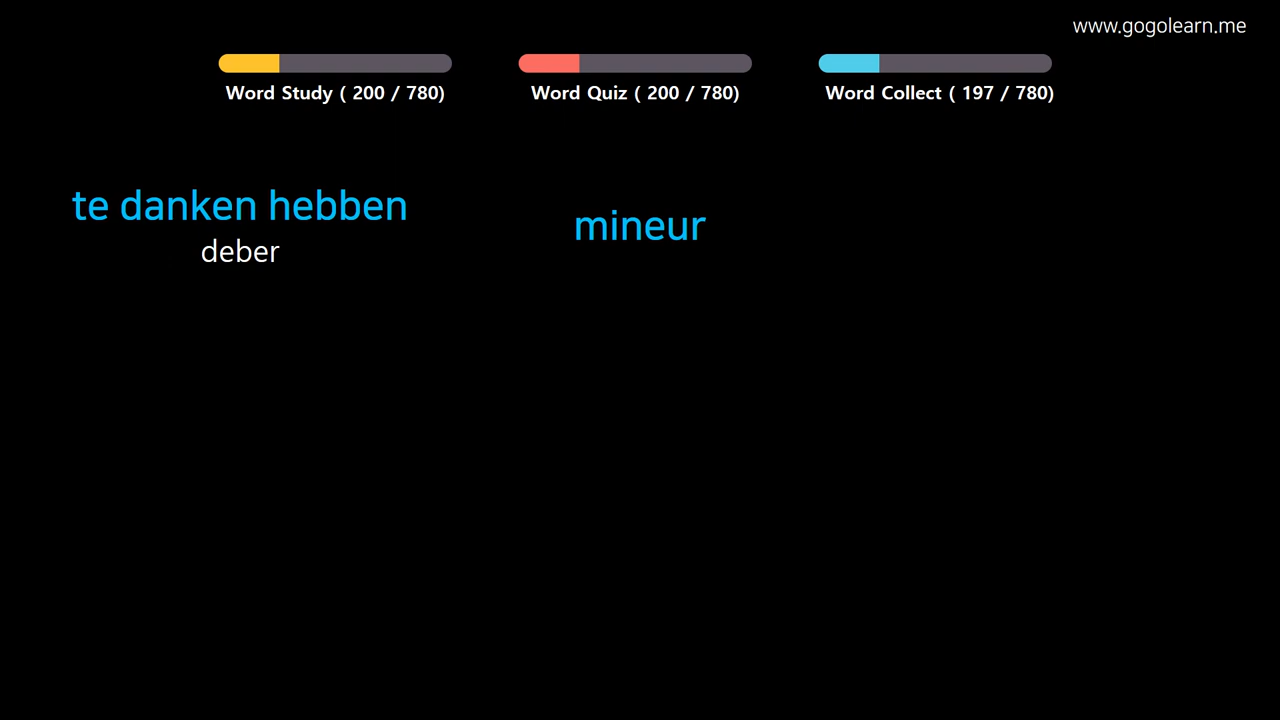 www.gogolearn.me
Word Study ( 200 / 780)
Word Quiz ( 200 / 780)
Word Collect ( 197 / 780)
te danken hebben
deber
mineur